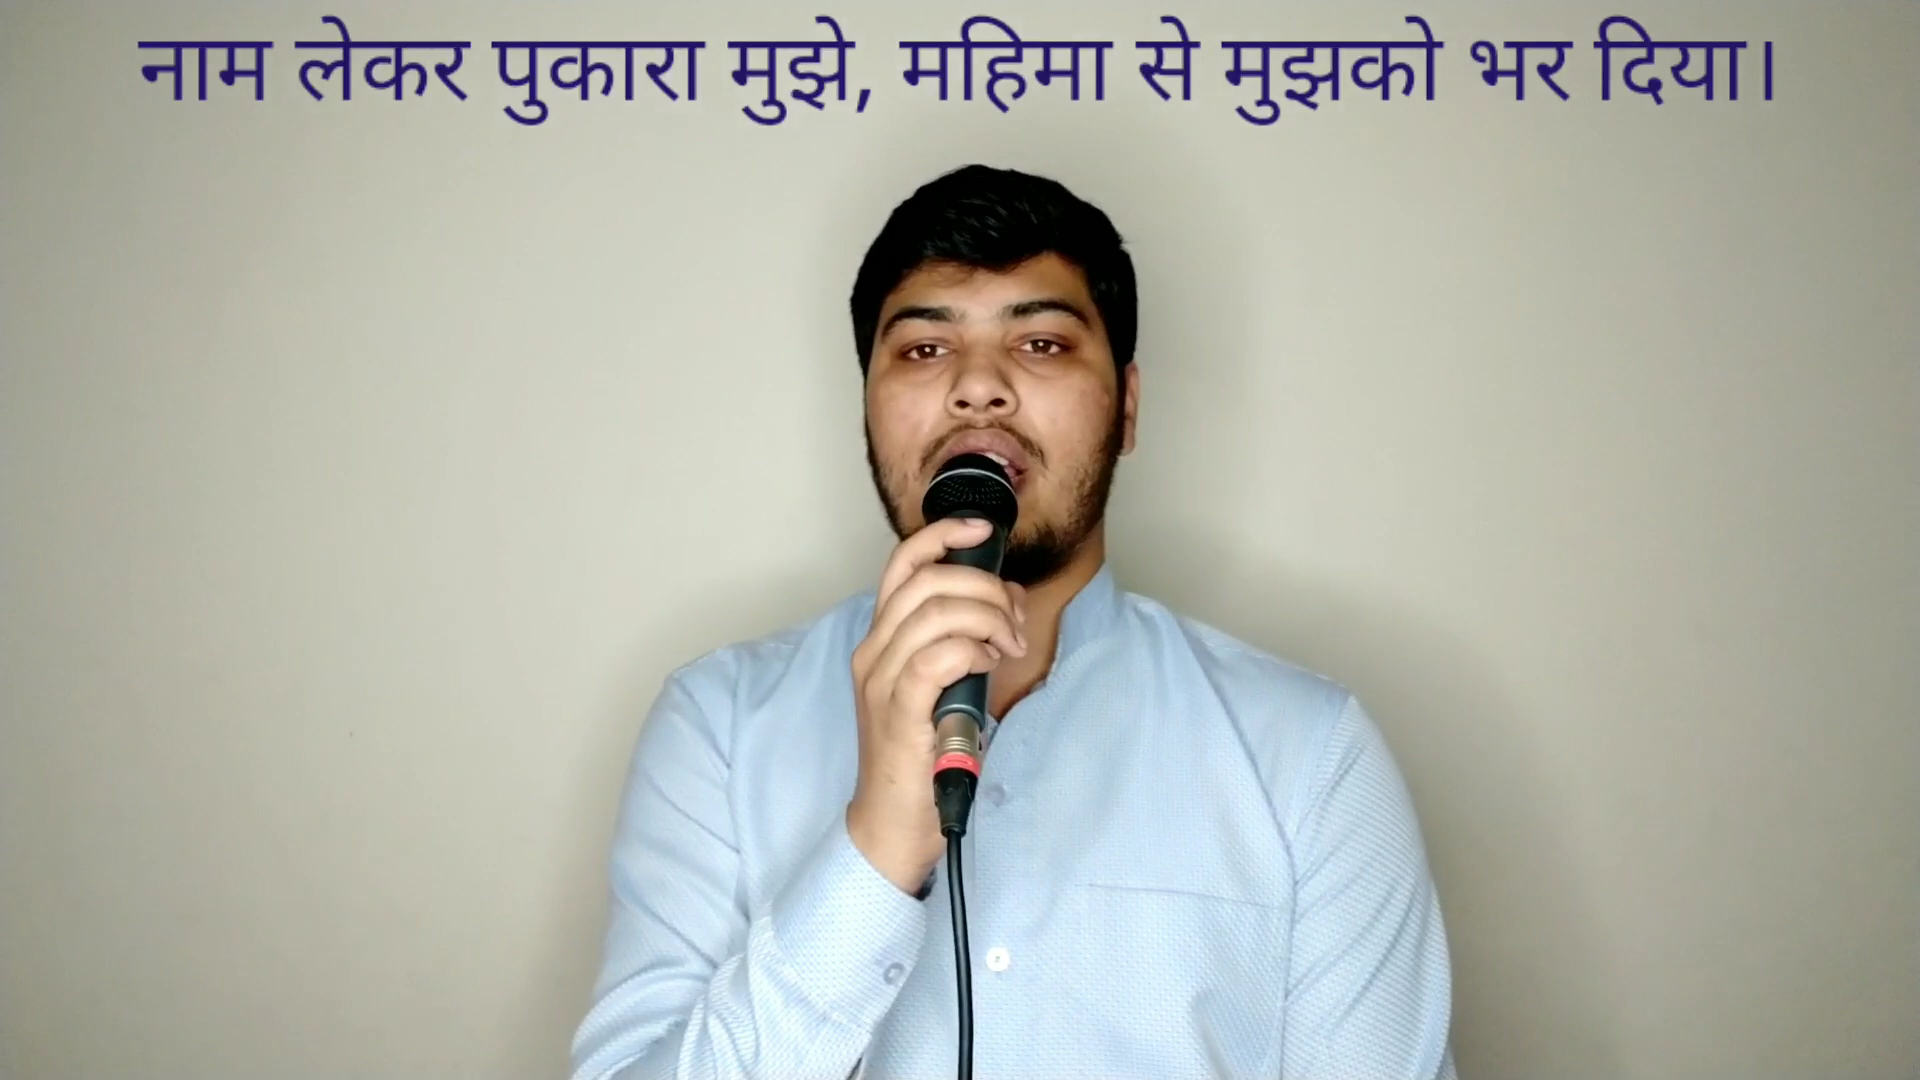 नाम लेकर पुकारा मुझे, महिमा से मुझको भर दिया।